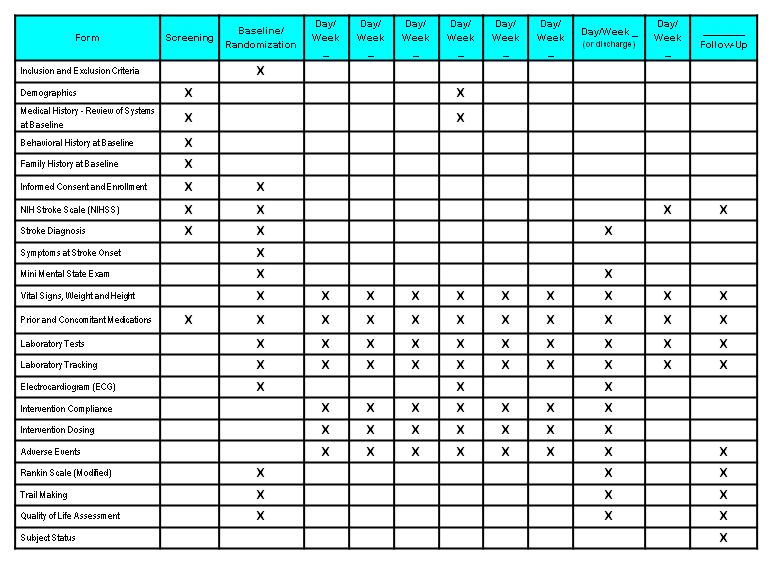 Form Screening Baseline/ Randomization Day/ Week _ Day/ Week _ Day/ Week _ Day/ Week _ Day/ Week _ Day/ Week _ Day/Week _ (or discharge) Day/ Week _ ________ Follow-Up
Inclusion and Exclusion Criteria X
Demographics X X
Medical History - Review of Systems
at Baseline X X
Behavioral History at Baseline X
Family History at Baseline X
Informed Consent and Enrollment X X
NIH Stroke Scale (NIHSS) X X X X
Stroke Diagnosis X X X
Symptoms at Stroke Onset X
Mini Mental State Exam X X
Vital Signs, Weight and Height X X X X X X X X X X
Prior and Concomitant Medications X X X X X X X X X X X
Laboratory Tests X X X X X X X X X X
Laboratory Tracking X X X X X X X X X X
Electrocardiogram (ECG) X X X
Intervention Compliance X X X X X X X
Intervention Dosing X X X X X X X
Adverse Events X X X X X X X X
Rankin Scale (Modified) X X X
Trail Making X X X
Quality of Life Assessment X X X
Subject Status X